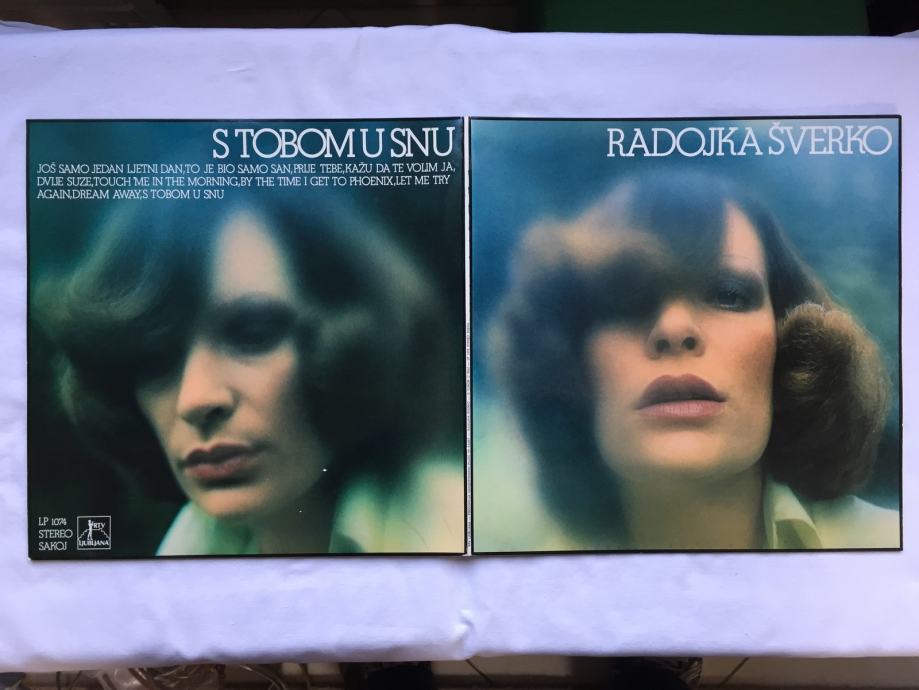 S TOBOM U SNU
JOŠ SAMO JEDAN LJETNI DAN,TO JE BIO SAMO SAN,PRIJE TEBE,KAŽU DA TE VOLIM JA,
DVIJE SUZE,TOUCH ME IN THE MORNING,BY THE TIME I GET TO PHOENIX,LET ME TRY
AGAIN,DREAM AWAY,S TOBOM U SNU
LP 1074
STEREO
SAKOJ
RTV
LJUBLJANA
RADOJKA ŠVERKO